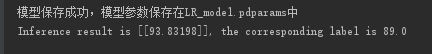 模型保存成功，模型参数保存在LR_model.pdparams中
Inference result is [[93.83198]], the corresponding label is 89.0